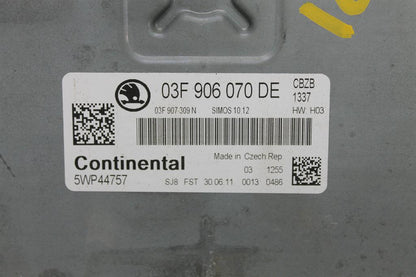 03F 906 070 DE
CBZB
1337
03F 907 309 N SIMOS 10.12 HW H03
Continental
5WP44757
Made in Czech Rep
03 1255
SJ8 FST 30.06.11 0013 0486